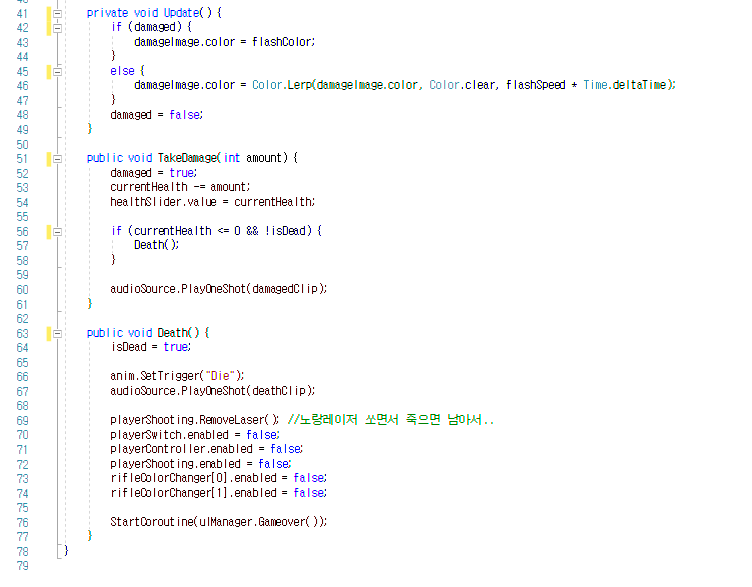 41 private void Update() {
42 if (damaged) {
43 damageImage.color = flashColor;
44 }
45 else {
46 damageImage.color = Color.Lerp(damageImage.color, Color.clear, flashSpeed * Time.deltaTime);
47 }
48 damaged = false;
49 }
50
51 public void TakeDamage(int amount) {
52 damaged = true;
53 currentHealth -= amount;
54 healthSlider.value = currentHealth;
55
56 if (currentHealth <= 0 && !isDead) {
57 Death();
58 }
59
60 audioSource.PlayOneShot(damagedClip);
61 }
62
63 public void Death() {
64 isDead = true;
65
66 anim.SetTrigger("Die");
67 audioSource.PlayOneShot(deathClip);
68
69 playerShooting.RemoveLaser(); //노랑레이저 쏘면서 죽으면 남아서..
70 playerSwitch.enabled = false;
71 playerController.enabled = false;
72 playerShooting.enabled = false;
73 rifleColorChanger[0].enabled = false;
74 rifleColorChanger[1].enabled = false;
75
76 StartCoroutine(uIManager.Gameover());
77 }
78 }
79